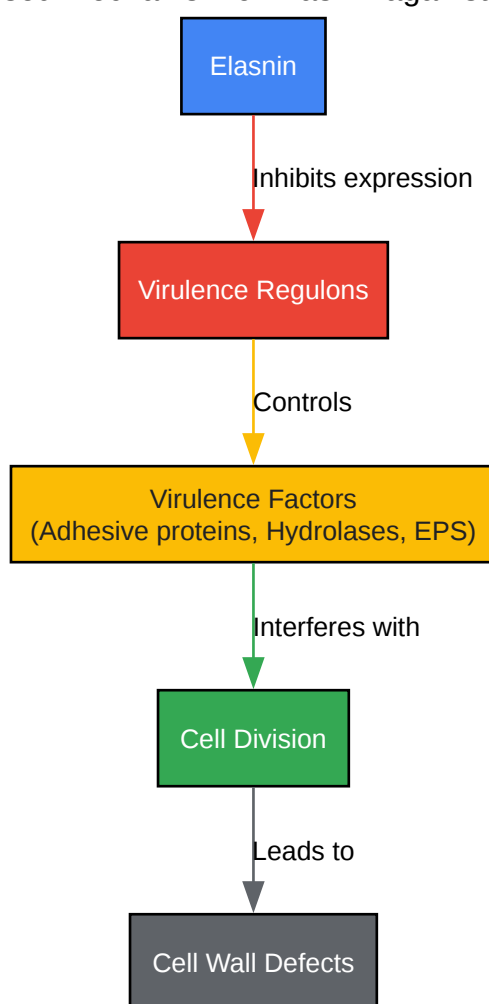 Elasnin
Inhibits expression
Virulence Regulons
Controls
Virulence Factors
(Adhesive proteins, Hydrolases, EPS)
Interferes with
Cell Division
Leads to
Cell Wall Defects